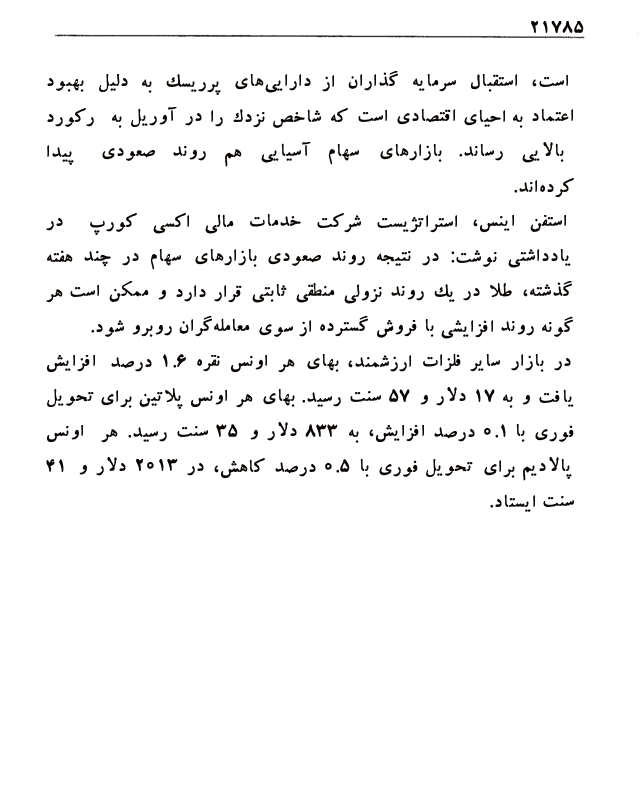 ۲۱۷۸۵
است، استقبال سرمایه گذاران از دارایی‌های پرریسك به دلیل بهبود
اعتماد به احیای اقتصادی است که شاخص نزدك را در آوریل به رکورد
بالایی رساند. بازارهای سهام آسیایی هم روند صعودی پیدا
کرده‌اند.
استفن اینس، استراتژیست شرکت خدمات مالی اکسی کورپ در
یادداشتی نوشت: در نتیجه روند صعودی بازارهای سهام در چند هفته
گذشته، طلا در یك روند نزولی منطقی ثابتی قرار دارد و ممکن است هر
گونه روند افزایشی با فروش گسترده از سوی معامله‌گران روبرو شود.
در بازار سایر فلزات ارزشمند، بهای هر اونس نقره ۱.۶ درصد افزایش
یافت و به ۱۷ دلار و ۵۷ سنت رسید. بهای هر اونس پلاتین برای تحویل
فوری با ۰.۱ درصد افزایش، به ۸۳۳ دلار و ۳۵ سنت رسید. هر اونس
پالادیم برای تحویل فوری با ۰.۵ درصد کاهش، در ۲۰۱۳ دلار و ۴۱
سنت ایستاد.